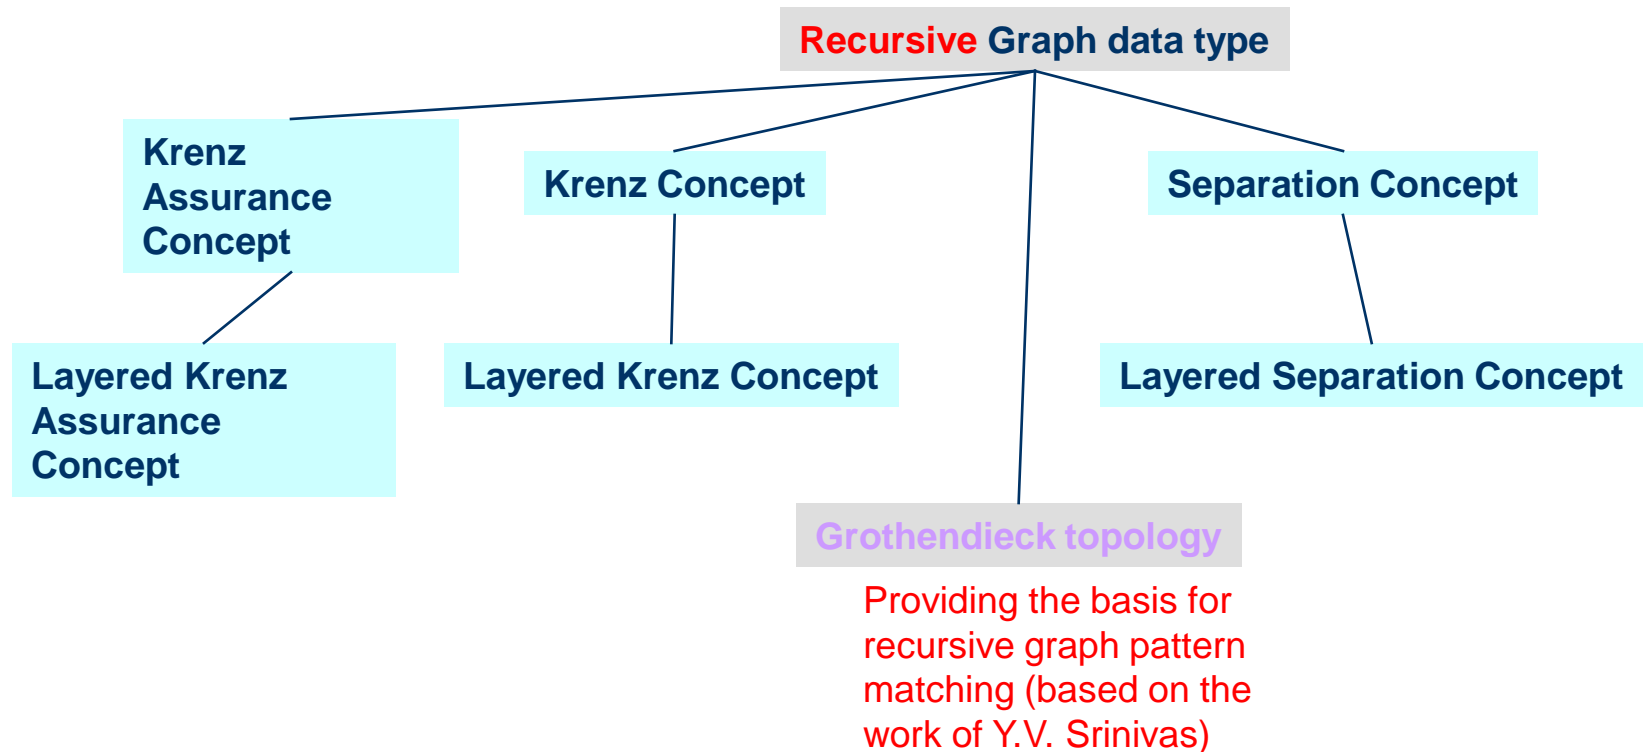 Recursive Graph data type
Krenz
Assurance
Concept
Krenz Concept
Separation Concept
Layered Krenz
Assurance
Concept
Layered Krenz Concept
Layered Separation Concept
Grothendieck topology
Providing the basis for
recursive graph pattern
matching (based on the
work of Y.V. Srinivas)